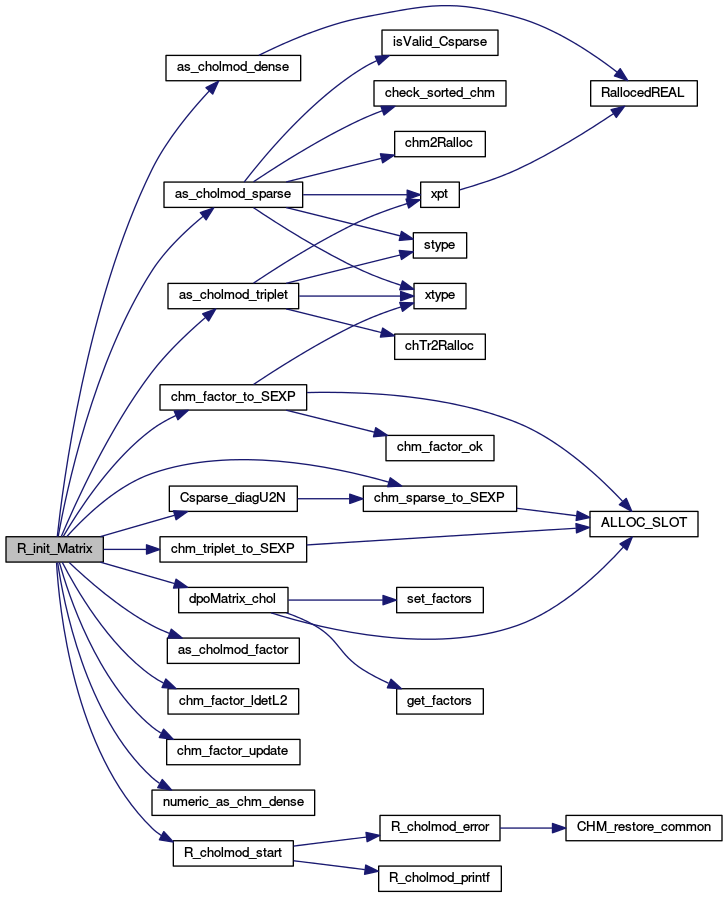 isValid_Csparse
as_cholmod_dense
check_sorted_chm
RallocedREAL
chm2Ralloc
as_cholmod_sparse
xpt
stype
as_cholmod_triplet
xtype
chTr2Ralloc
chm_factor_to_SEXP
chm_factor_ok
Csparse_diagU2N
chm_sparse_to_SEXP
ALLOC_SLOT
R_init_Matrix
chm_triplet_to_SEXP
dpoMatrix_chol
set_factors
as_cholmod_factor
chm_factor_ldetL2
get_factors
chm_factor_update
numeric_as_chm_dense
R_cholmod_error
CHM_restore_common
R_cholmod_start
R_cholmod_printf